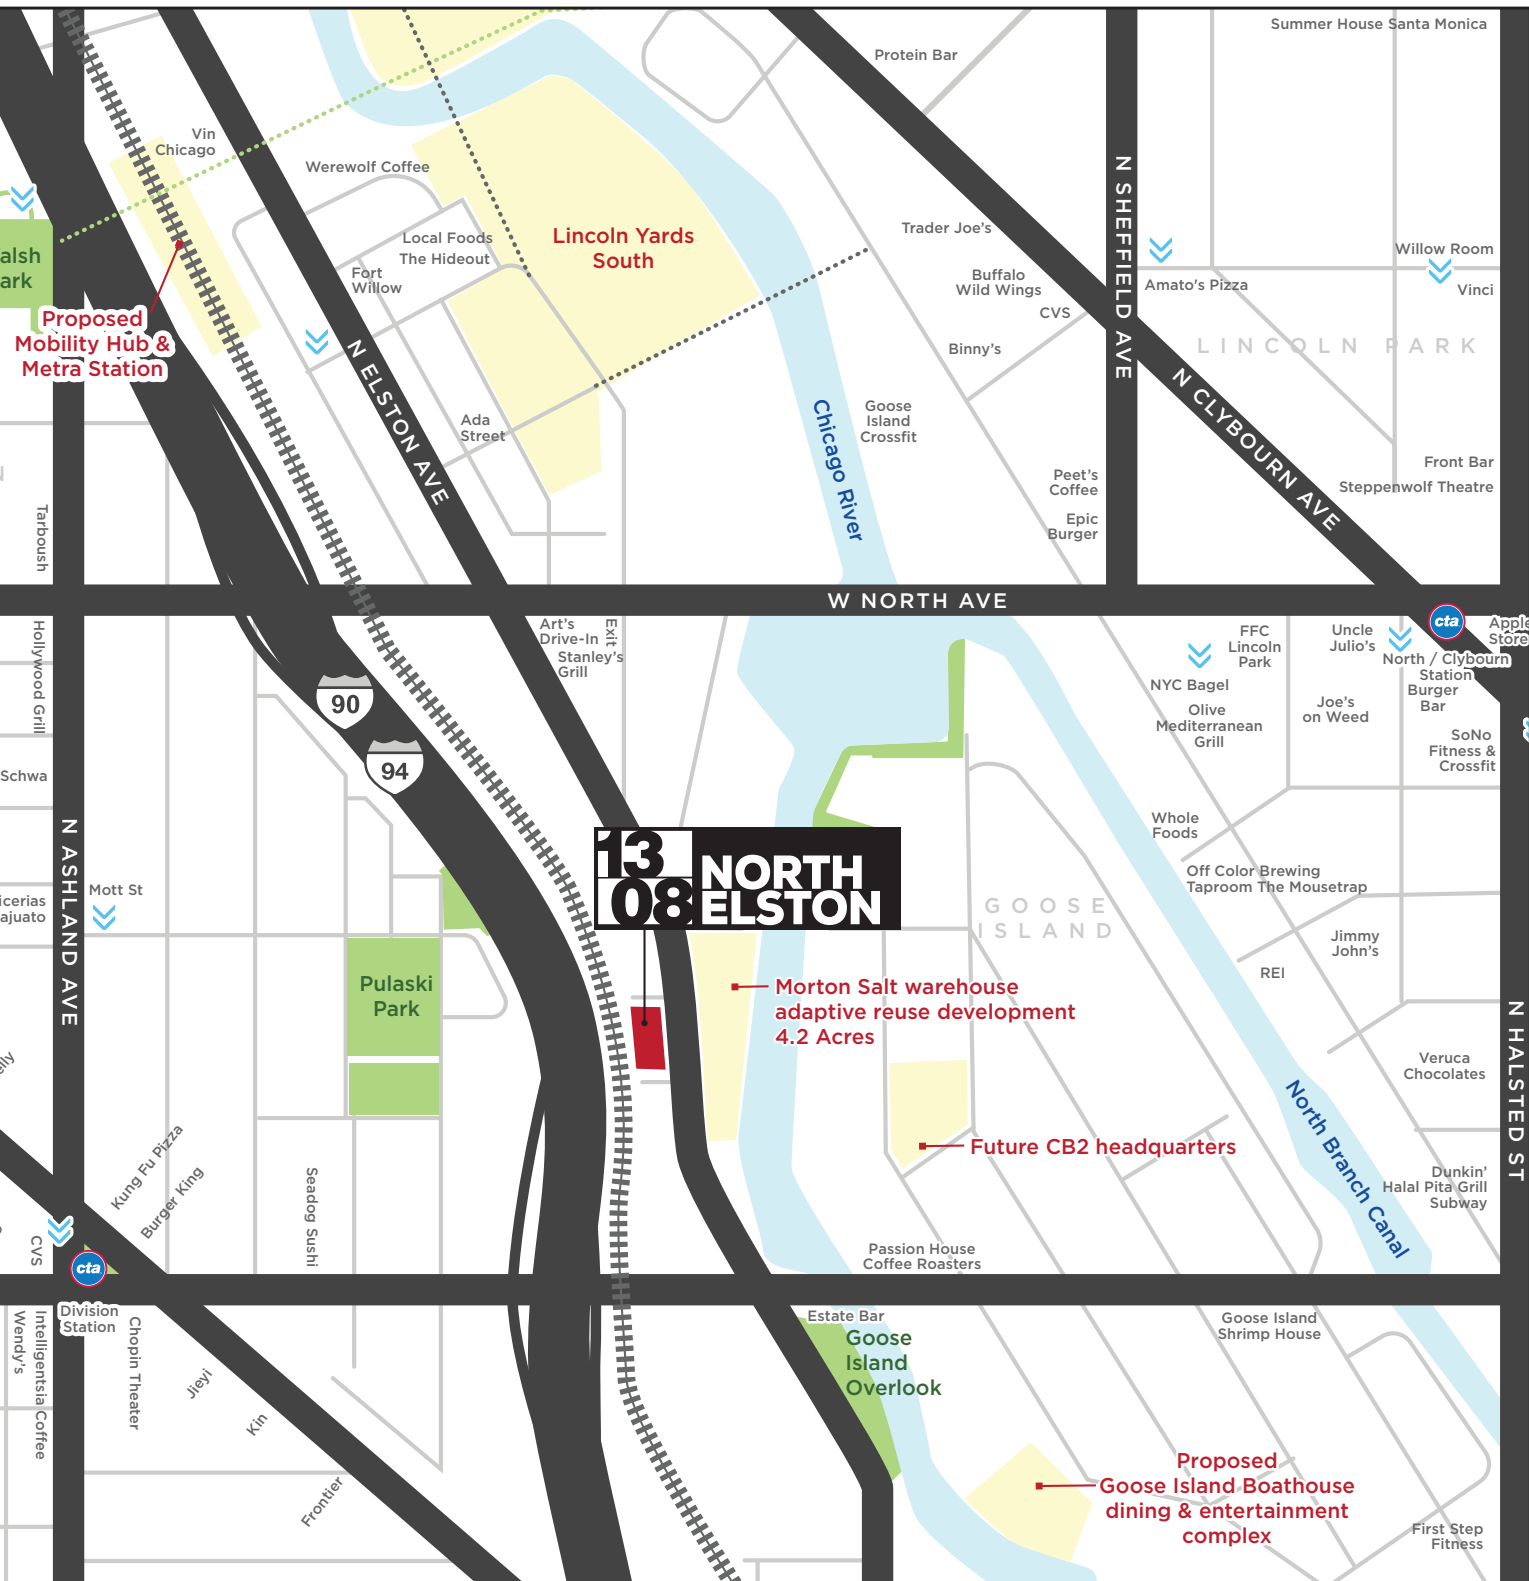 Summer House Santa Monica
Protein Bar
Vin
Chicago
Werewolf Coffee
N SHEFFIELD AVE
Trader Joe's
Local Foods
The Hideout
Lincoln Yards
South
Willow Room
alsh
ark
Fort
Willow
Buffalo
Wild Wings
Amato's Pizza
Vinci
CVS
Proposed
Mobility Hub &
Metra Station
Binny's
LINCOLN PARK
N ELSTON AVE
N CLYBOURN AVE
Ada
Street
Chicago River
Goose
Island
Crossfit
Front Bar
Steppenwolf Theatre
Peet's
Coffee
Tarboush
Epic
Burger
W NORTH AVE
cta
Apple
Store
Hollywood Grill
Art's
Drive-In
Exit
Stanley's
Grill
FFC
Lincoln
Park
Uncle
Julio's
North / Clybourn
Station
NYC Bagel
Burger
Bar
90
Joe's
on Weed
Olive
Mediterranean
Grill
SoNo
Fitness &
Crossfit
94
Schwa
Whole
Foods
N ASHLAND AVE
13
08
NORTH
ELSTON
Off Color Brewing
Taproom The Mousetrap
Mott St
icerias
ajuato
GOOSE
ISLAND
Jimmy
John's
REI
Pulaski
Park
Morton Salt warehouse
adaptive reuse development
4.2 Acres
N HALSTED ST
elly
Veruca
Chocolates
Kung Fu Pizza
Future CB2 headquarters
North Branch Canal
Burger King
Seadog Sushi
Dunkin'
Halal Pita Grill
Subway
CVS
cta
Passion House
Coffee Roasters
Division
Station
Wendy's
Intelligentsia Coffee
Chopin Theater
Estate Bar
Goose
Island
Overlook
Goose Island
Shrimp House
Jieyi
Kin
Frontier
Proposed
Goose Island Boathouse
dining & entertainment
complex
First Step
Fitness